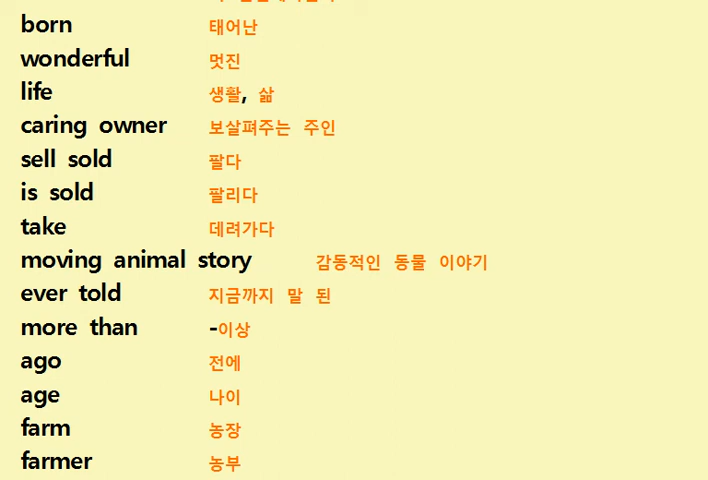 born 태어난
wonderful 멋진
life 생활, 삶
caring owner 보살펴주는 주인
sell sold 팔다
is sold 팔리다
take 데려가다
moving animal story 감동적인 동물 이야기
ever told 지금까지 말 된
more than -이상
ago 전에
age 나이
farm 농장
farmer 농부